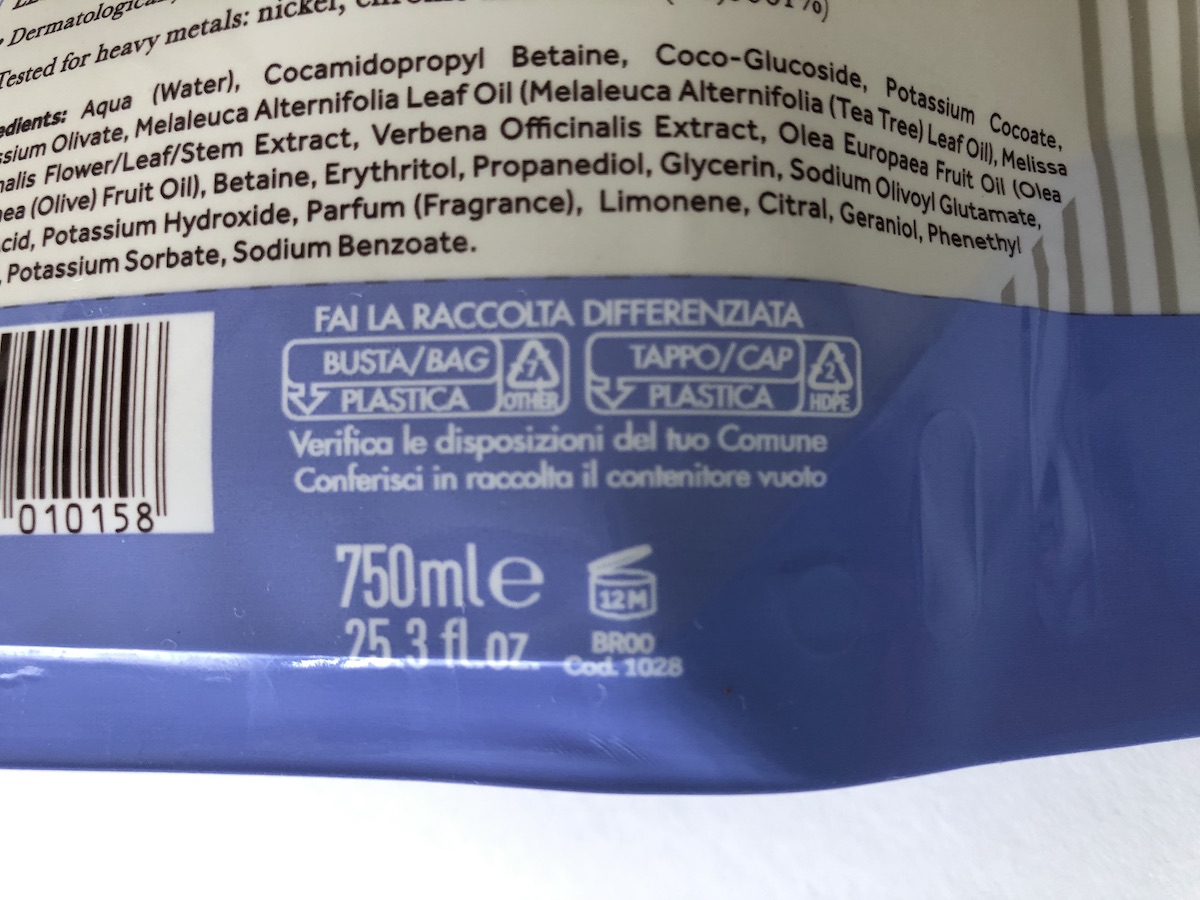 Dermatologica
Tested for heavy metals: nickel,
edients: Aqua (Water), Cocamidopropyl Betaine, Coco-Glucoside, Potassium Cocoate,
ssium Olivate, Melaleuca Alternifolia Leaf Oil (Melaleuca Alternifolia (Tea Tree) Leaf Oil), Melissa
nalis Flower/Leaf/Stem Extract, Verbena Officinalis Extract, Olea Europaea Fruit Oil (Olea
ea (Olive) Fruit Oil), Betaine, Erythritol, Propanediol, Glycerin, Sodium Olivoyl Glutamate,
cid, Potassium Hydroxide, Parfum (Fragrance), Limonene, Citral, Geraniol, Phenethyl
, Potassium Sorbate, Sodium Benzoate.
FAI LA RACCOLTA DIFFERENZIATA
BUSTA/BAG 7 TAPPO/CAP 2
PLASTICA OTHER PLASTICA HDPE
Verifica le disposizioni del tuo Comune
Conferisci in raccolta il contenitore vuoto
010158
750ml e 12M
25.3 fl.oz. BR00
Cod. 1028